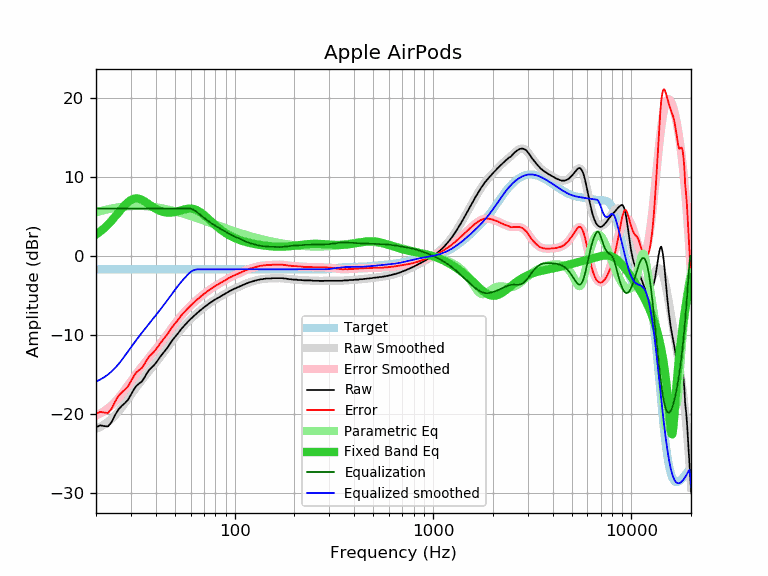 Apple AirPods
Amplitude (dBr)
20
10
0
−10
−20
−30
Target
Raw Smoothed
Error Smoothed
Raw
Error
Parametric Eq
Fixed Band Eq
Equalization
Equalized smoothed
100
1000
10000
Frequency (Hz)